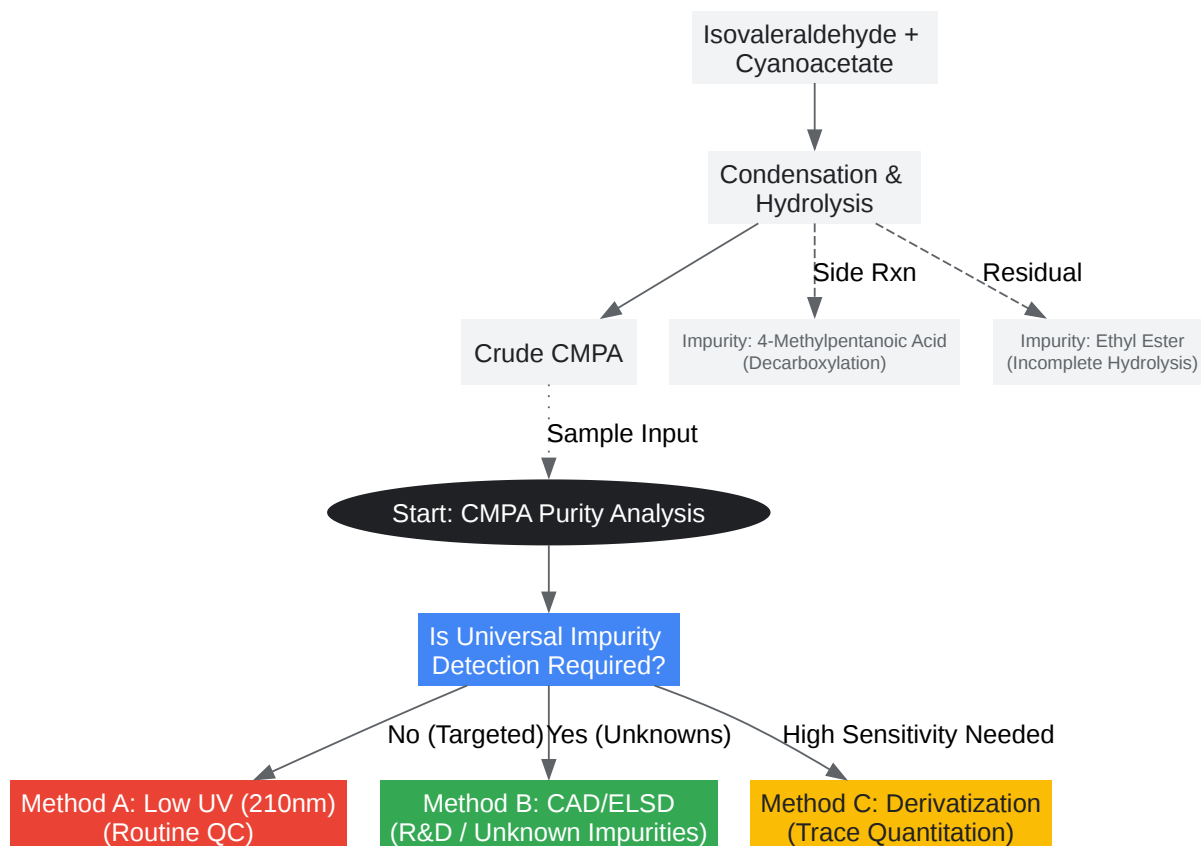 Isovaleraldehyde +
Cyanoacetate
Condensation &
Hydrolysis
Side Rxn
Residual
Crude CMPA
Impurity: 4-Methylpentanoic Acid
(Decarboxylation)
Impurity: Ethyl Ester
(Incomplete Hydrolysis)
Sample Input
Start: CMPA Purity Analysis
Is Universal Impurity
Detection Required?
No (Targeted)
Yes (Unknowns)
High Sensitivity Needed
Method A: Low UV (210nm)
(Routine QC)
Method B: CAD/ELSD
(R&D / Unknown Impurities)
Method C: Derivatization
(Trace Quantitation)